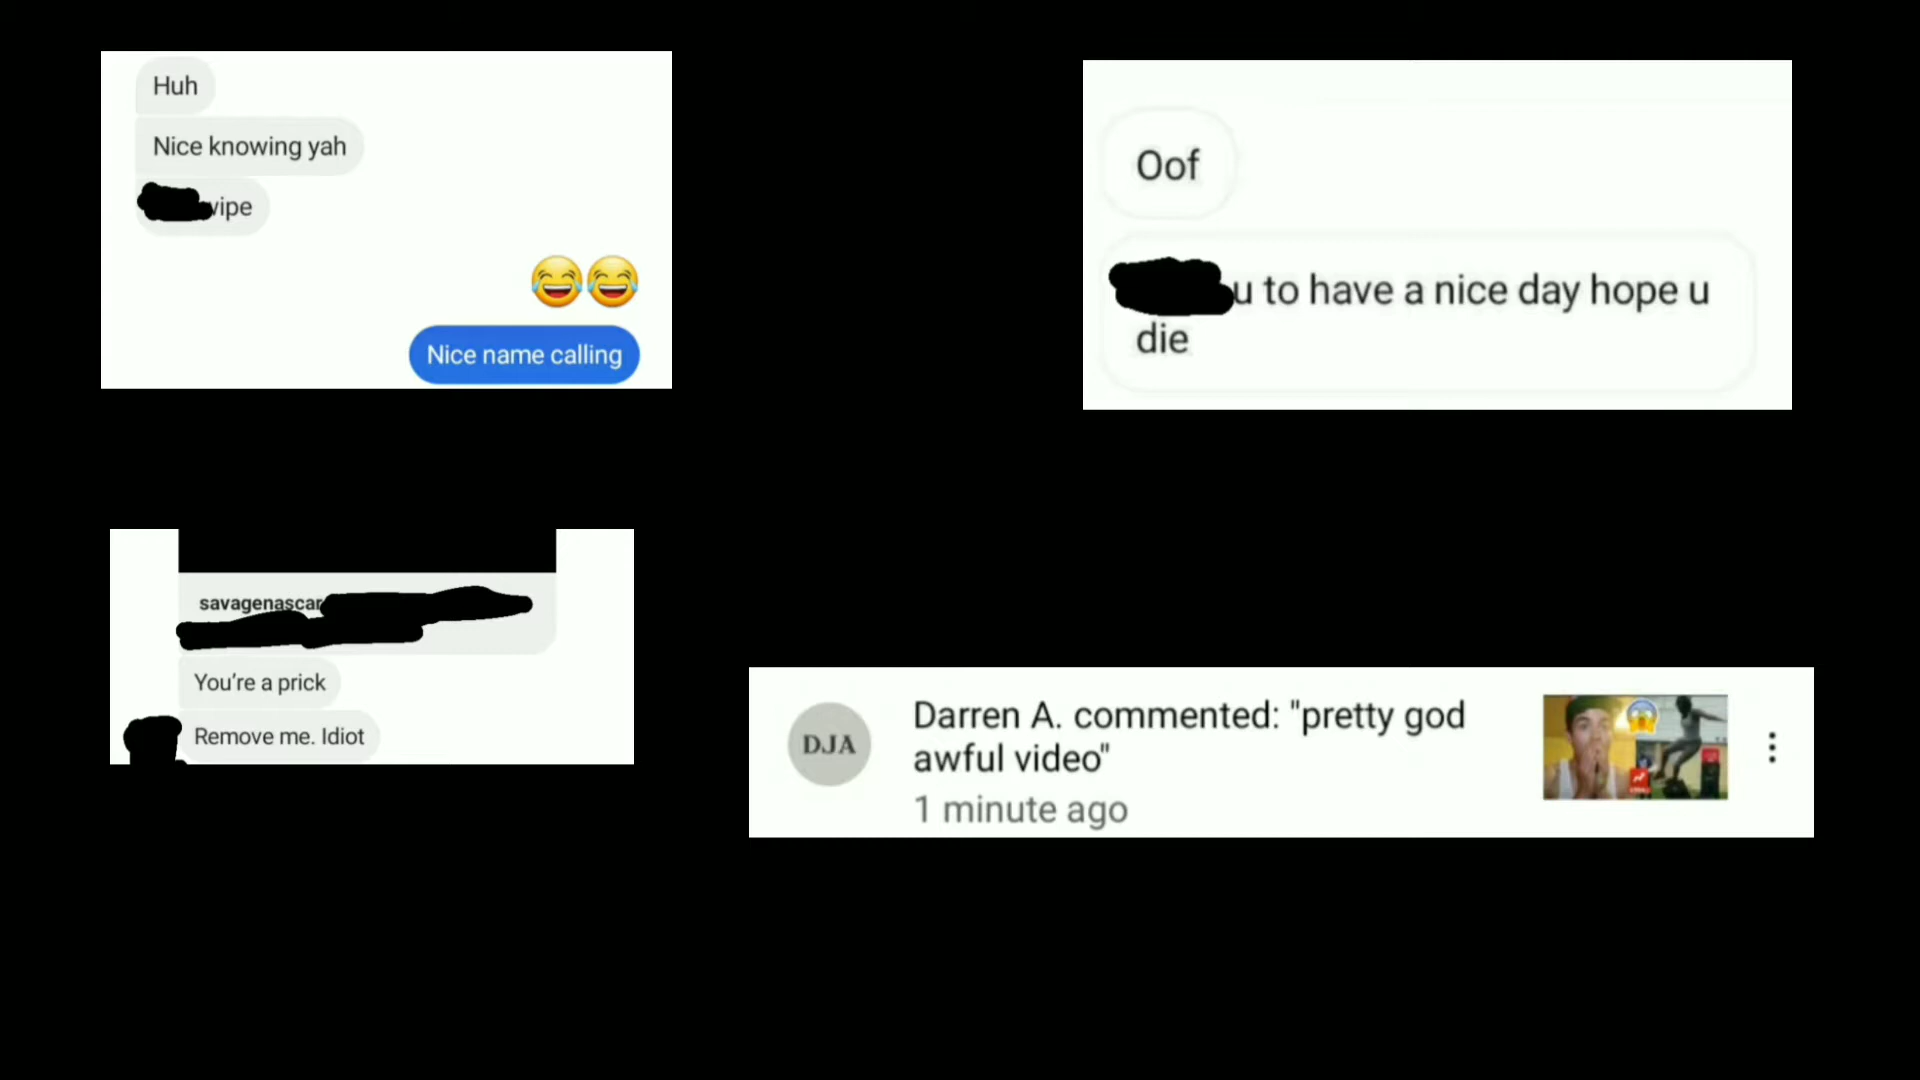 Huh
Nice knowing yah
vipe
😂😂
Nice name calling
Oof
u to have a nice day hope u
die
savagenascar
You're a prick
Remove me. Idiot
DJA
Darren A. commented: "pretty god
awful video"
1 minute ago